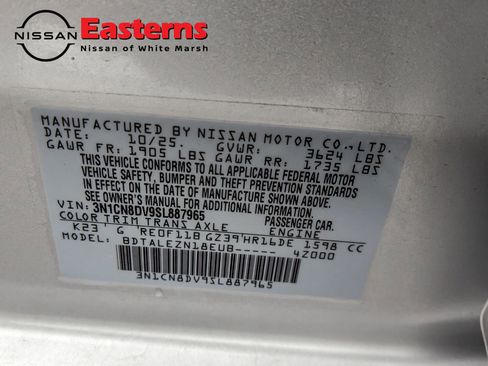 NISSAN Easterns
Nissan of White Marsh
MANUFACTURED BY NISSAN MOTOR CO., LTD.
DATE: 10/25. GVWR: 3624 LBS
GAWR FR: 1905 LBS GAWR RR: 1735 LBS
THIS VEHICLE CONFORMS TO ALL APPLICABLE FEDERAL MOTOR
VEHICLE SAFETY, BUMPER AND THEFT PREVENTION STANDARDS
IN EFFECT ON THE DATE OF MANUFACTURE SHOWN ABOVE.
SEE OWNER'S MANUAL FOR ADDITIONAL INFORMATION
VIN: 3N1CN8DV9SL887965 PASSENGER CAR.
COLOR TRIM TRANS AXLE ENGINE
K23 G RE0F11B GZ39 HR16DE 1598 CC
BDTALEZN18EUB----- 4Z000
3N1CN8DV9SL887965